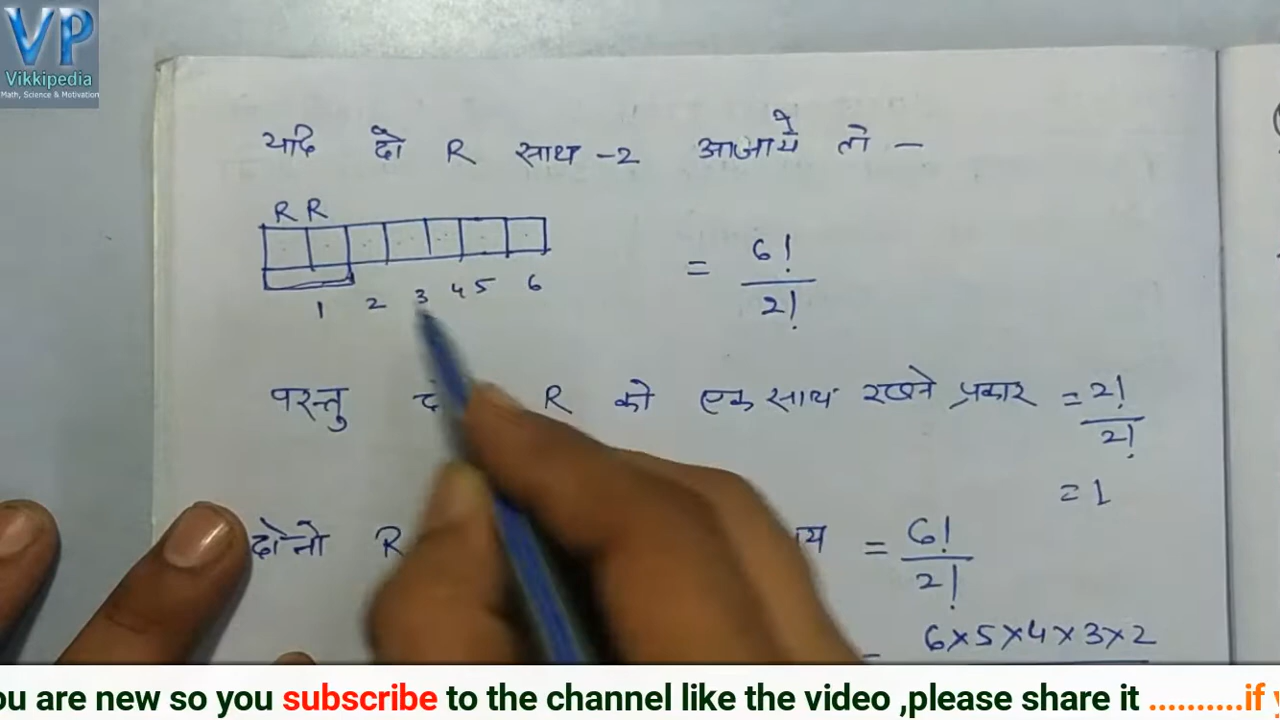 VP
Vikkipedia
Math, Science & Motivation
यदि दो R साथ -2 आजाये तो -
R R
1 2 3 4 5 6
= 6!
2!
परन्तु R को एक साथ रखने प्रकार = 2!
2!
= 1
दोनो R = 6!
2!
= 6×5×4×3×2
ou are new so you subscribe to the channel like the video ,please share it ..........if y